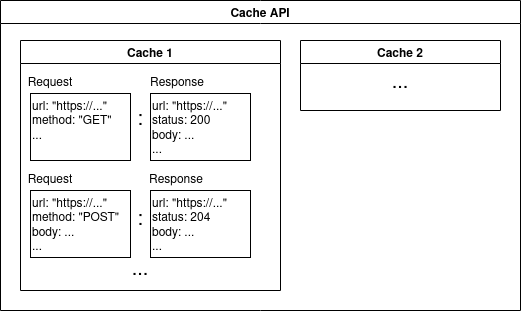 Cache API
Cache 1
Request
Response
url: "https://..."
method: "GET"
...
:
url: "https://..."
status: 200
body: ...
...
Request
Response
url: "https://..."
method: "POST"
body: ...
...
:
url: "https://..."
status: 204
body: ...
...
...
Cache 2
...